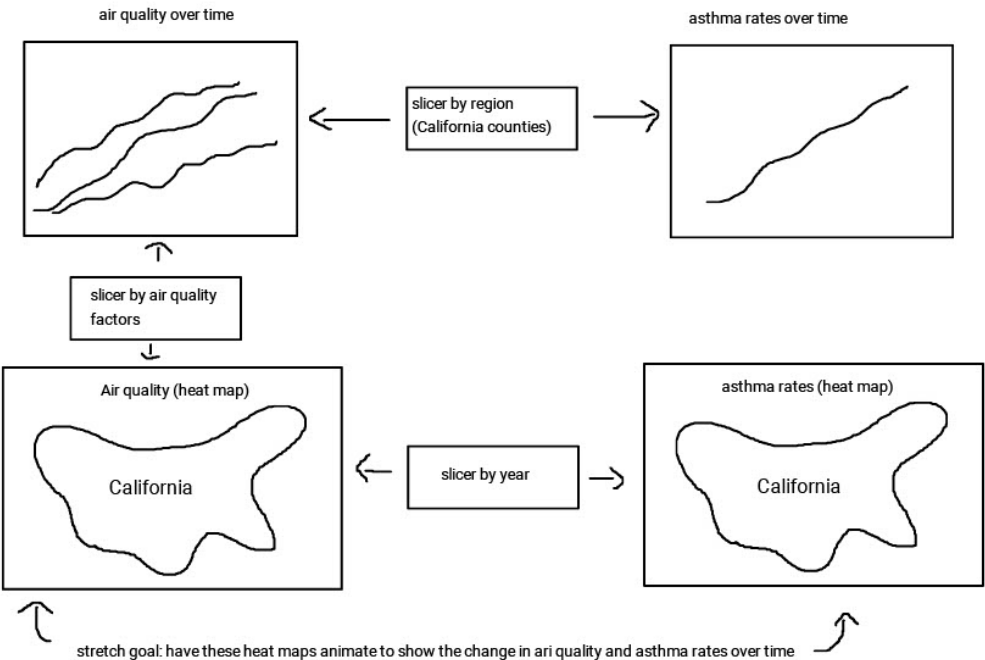 air quality over time
asthma rates over time
slicer by region
(California counties)
slicer by air quality
factors
Air quality (heat map)
California
slicer by year
asthma rates (heat map)
California
stretch goal: have these heat maps animate to show the change in ari quality and asthma rates over time